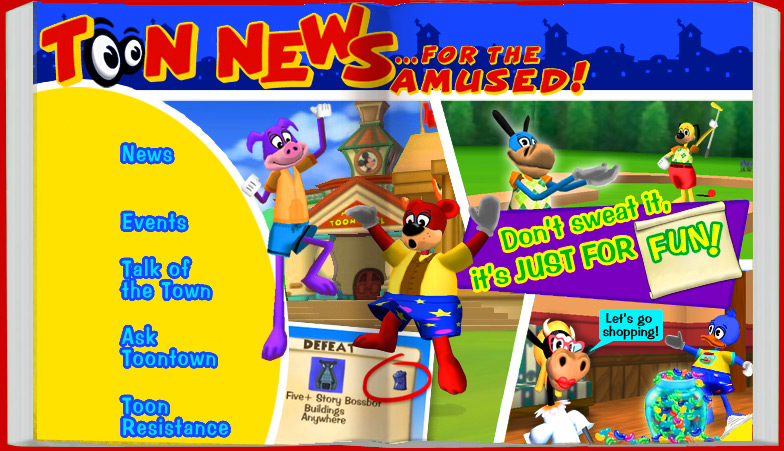 TOON NEWS
...FOR THE
AMUSED!
News
Events
Talk of
the Town
Ask
Toontown
Toon
Resistance
Don't sweat it,
it's JUST FOR FUN!
DEFEAT
Five+ Story Bossbot
Buildings
Anywhere
Let's go
shopping!